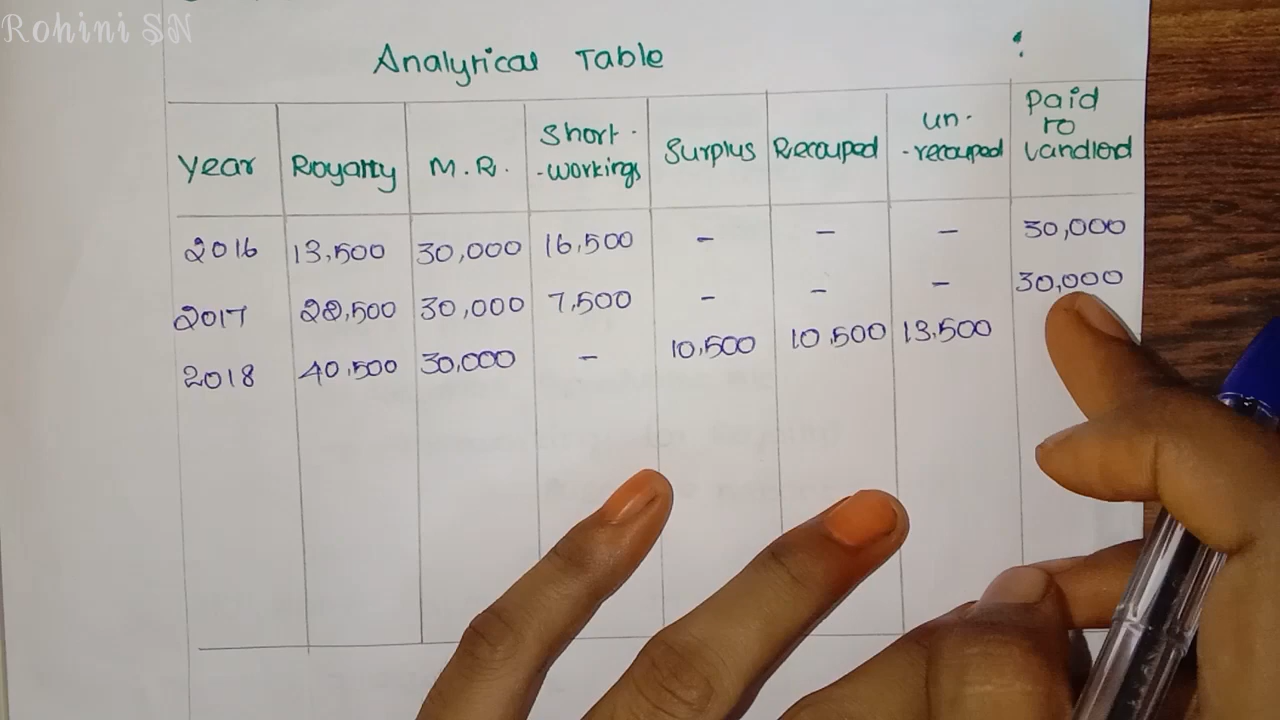 Rohini SN
Analytical Table
Year Royalty M.R. Short--workings Surplus Recouped un--recouped Paid to Landlord
2016 13,500 30,000 16,500 - - - 30,000
2017 22,500 30,000 7,500 - - - 30,000
2018 40,500 30,000 - 10,500 10,500 13,500